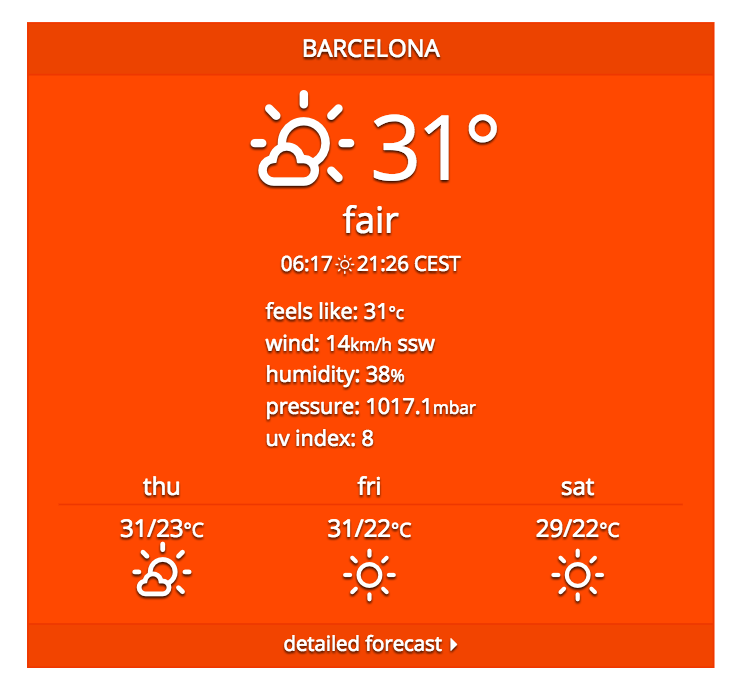 BARCELONA
31°
fair
06:17 21:26 CEST
feels like: 31°c
wind: 14km/h ssw
humidity: 38%
pressure: 1017.1mbar
uv index: 8
thu fri sat
31/23°C 31/22°C 29/22°C
detailed forecast